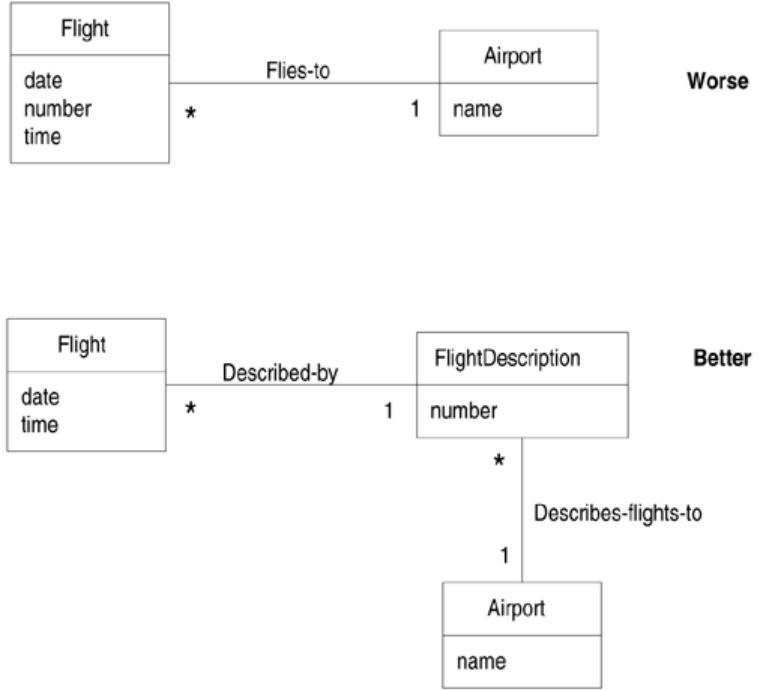 Flight
date
number
time
Flies-to
*
1
Airport
name
Worse
Flight
date
time
Described-by
*
1
FlightDescription
number
Better
*
Describes-flights-to
1
Airport
name